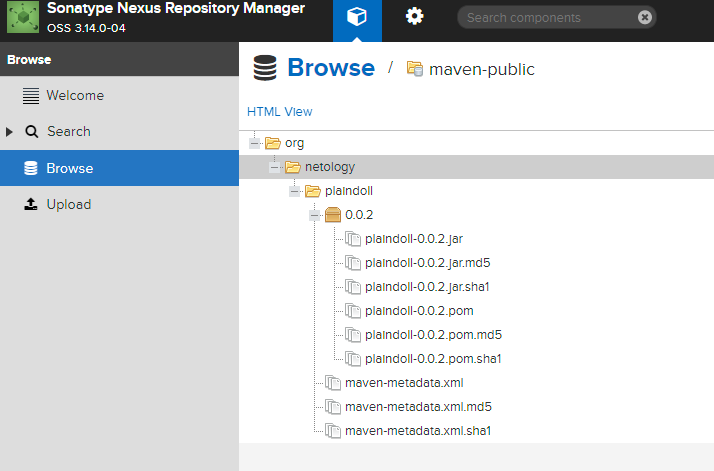 Sonatype Nexus Repository Manager
OSS 3.14.0-04
Search components
Browse
Welcome
Search
Browse
Upload
Browse / maven-public
HTML View
org
netology
plaindoll
0.0.2
plaindoll-0.0.2.jar
plaindoll-0.0.2.jar.md5
plaindoll-0.0.2.jar.sha1
plaindoll-0.0.2.pom
plaindoll-0.0.2.pom.md5
plaindoll-0.0.2.pom.sha1
maven-metadata.xml
maven-metadata.xml.md5
maven-metadata.xml.sha1